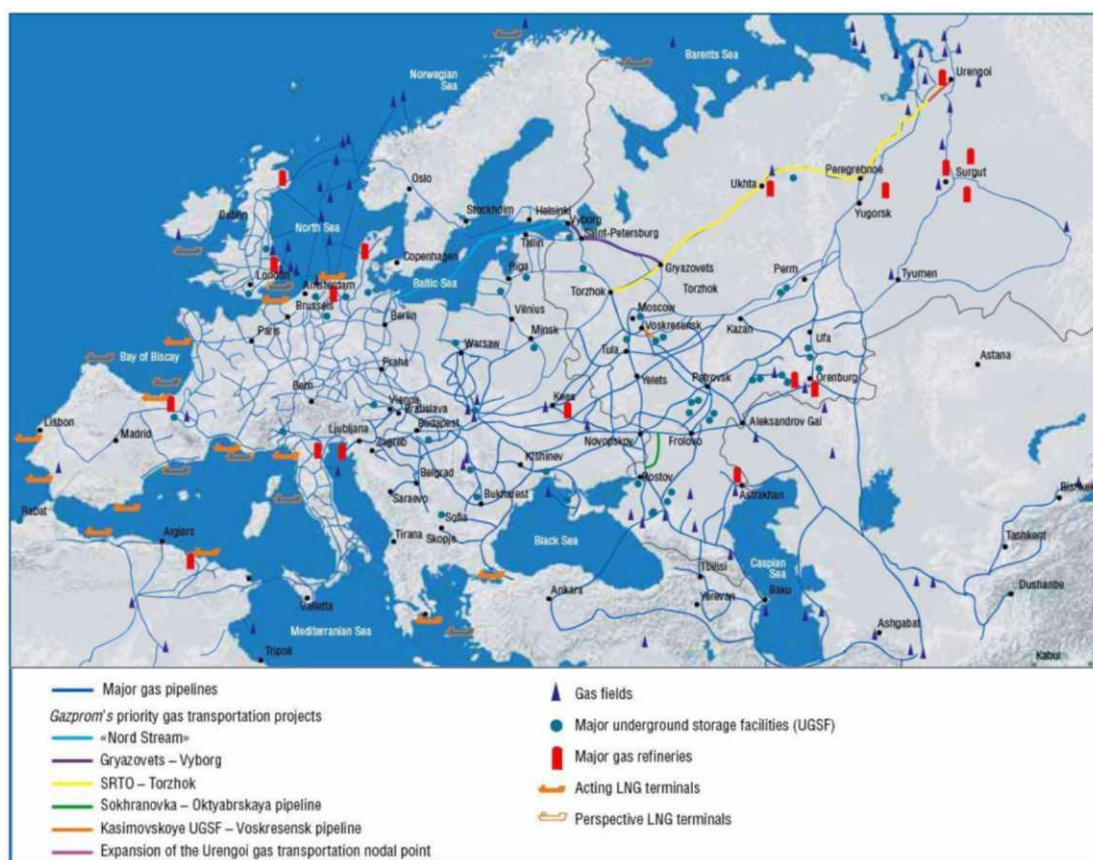 Norwegian
Sea
Barents Sea
Urengoi
Oslo
Ukhta
Peregrebnoe
Surgut
Yugorsk
Stockholm
Helsinki
Vyborg
Saint-Petersburg
Dublin
North Sea
Tallin
Copenhagen
Riga
Gryazovets
Perm
Tyumen
London
Amsterdam
Baltic Sea
Torzhok
Torzhok
Brussels
Berlin
Vilnius
Moscow
Voskresensk
Kazan
Minsk
Ufa
Paris
Warsaw
Tula
Astana
Bay of Biscay
Praha
Yelets
Petrovsk
Orenburg
Bern
Vienna
Bratislava
Budapest
Aleksandrov Gai
Lisbon
Madrid
Ljubljana
Zagreb
Novopskov
Frolovo
Kishinev
Belgrad
Rostov
Astrakhan
Bishkek
Rabat
Saraevo
Bukharest
Sofia
Algiers
Tirana
Skopje
Black Sea
Tashkent
Tbilisi
Caspian
Sea
Ankara
Yerevan
Baku
Dushanbe
Valletta
Mediterranean Sea
Ashgabat
Tripoli
Kabul
Major gas pipelines
Gazprom's priority gas transportation projects
«Nord Stream»
Gryazovets – Vyborg
SRTO – Torzhok
Sokhranovka – Oktyabrskaya pipeline
Kasimovskoye UGSF – Voskresensk pipeline
Expansion of the Urengoi gas transportation nodal point
Gas fields
Major underground storage facilities (UGSF)
Major gas refineries
Acting LNG terminals
Perspective LNG terminals